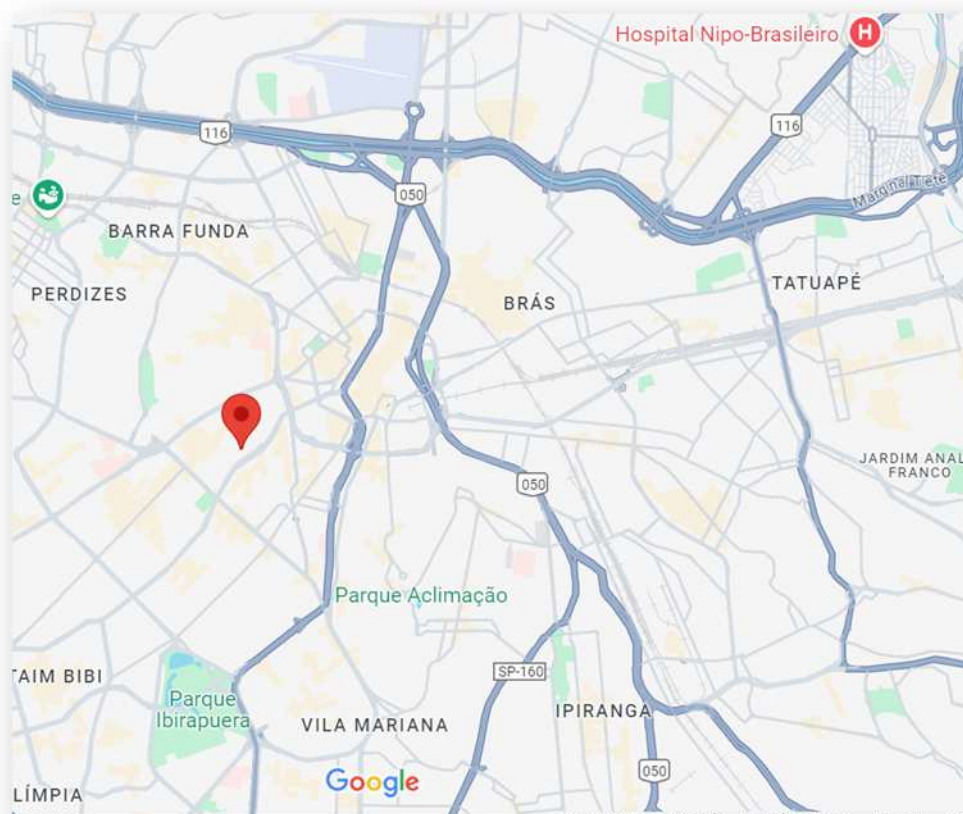 Hospital Nipo-Brasileiro
H
116
116
050
Marginal Tietê
e
BARRA FUNDA
PERDIZES
BRÁS
TATUAPÉ
JARDIM ANAL
FRANCO
050
Parque Aclimação
SP-160
TAIM BIBI
Parque
Ibirapuera
VILA MARIANA
IPIRANGA
050
Google
LÍMPIA